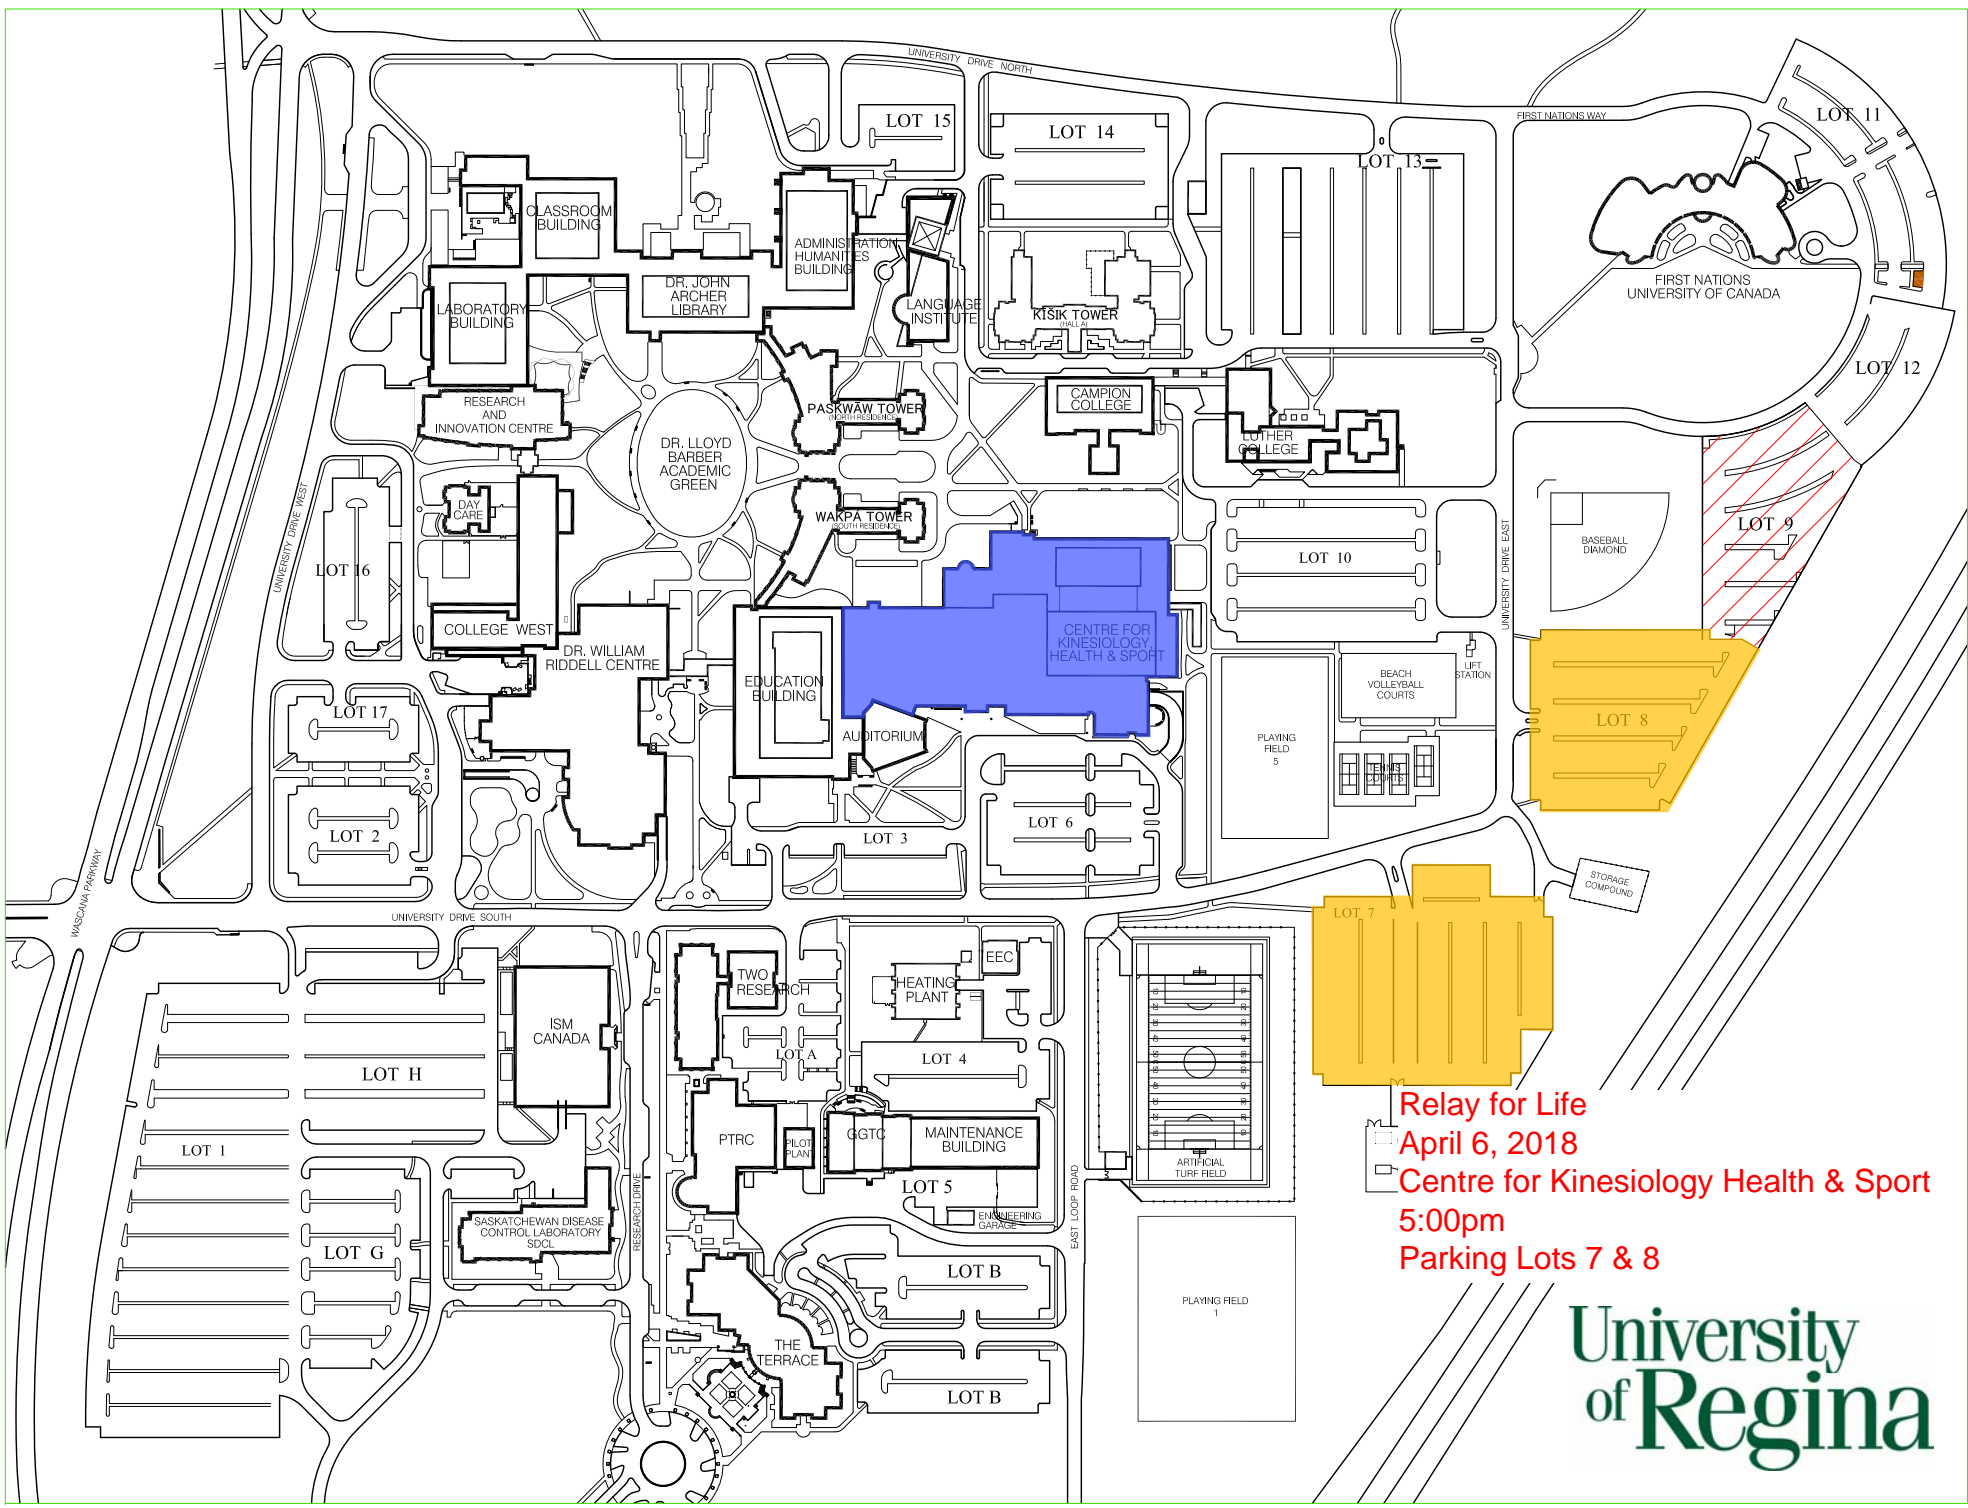 UNIVERSITY DRIVE NORTH
FIRST NATIONS WAY
LOT 11
LOT 15
LOT 14
LOT 13
CLASSROOM
BUILDING
ADMINISTRATION
HUMANITIES
BUILDING
DR. JOHN
ARCHER
LIBRARY
LABORATORY
BUILDING
LANGUAGE
INSTITUTE
KĪŠIK TOWER
(HALL A)
FIRST NATIONS
UNIVERSITY OF CANADA
LOT 12
RESEARCH
AND
INNOVATION CENTRE
PASKWĀW TOWER
(NORTH RESIDENCE)
CAMPION
COLLEGE
LUTHER
COLLEGE
DR. LLOYD
BARBER
ACADEMIC
GREEN
DAY
CARE
WAKPÁ TOWER
(SOUTH RESIDENCE)
UNIVERSITY DRIVE WEST
LOT 16
LOT 10
UNIVERSITY DRIVE EAST
BASEBALL
DIAMOND
LOT 9
COLLEGE WEST
DR. WILLIAM
RIDDELL CENTRE
CENTRE FOR
KINESIOLOGY,
HEALTH & SPORT
EDUCATION
BUILDING
BEACH
VOLLEYBALL
COURTS
LIFT
STATION
LOT 17
AUDITORIUM
LOT 8
PLAYING
FIELD
5
TENNIS
COURTS
LOT 2
LOT 3
LOT 6
WASCANA PARKWAY
STORAGE
COMPOUND
UNIVERSITY DRIVE SOUTH
LOT 7
TWO
RESEARCH
HEATING
PLANT
EEC
ISM
CANADA
LOT A
LOT 4
LOT H
LOT 1
PTRC
PILOT
PLANT
GGTC
MAINTENANCE
BUILDING
ARTIFICIAL
TURF FIELD
Relay for Life
April 6, 2018
Centre for Kinesiology Health & Sport
5:00pm
Parking Lots 7 & 8
LOT 5
ENGINEERING
GARAGE
EAST LOOP ROAD
RESEARCH DRIVE
SASKATCHEWAN DISEASE
CONTROL LABORATORY
SDCL
LOT G
LOT B
PLAYING FIELD
1
THE
TERRACE
LOT B
University
of Regina